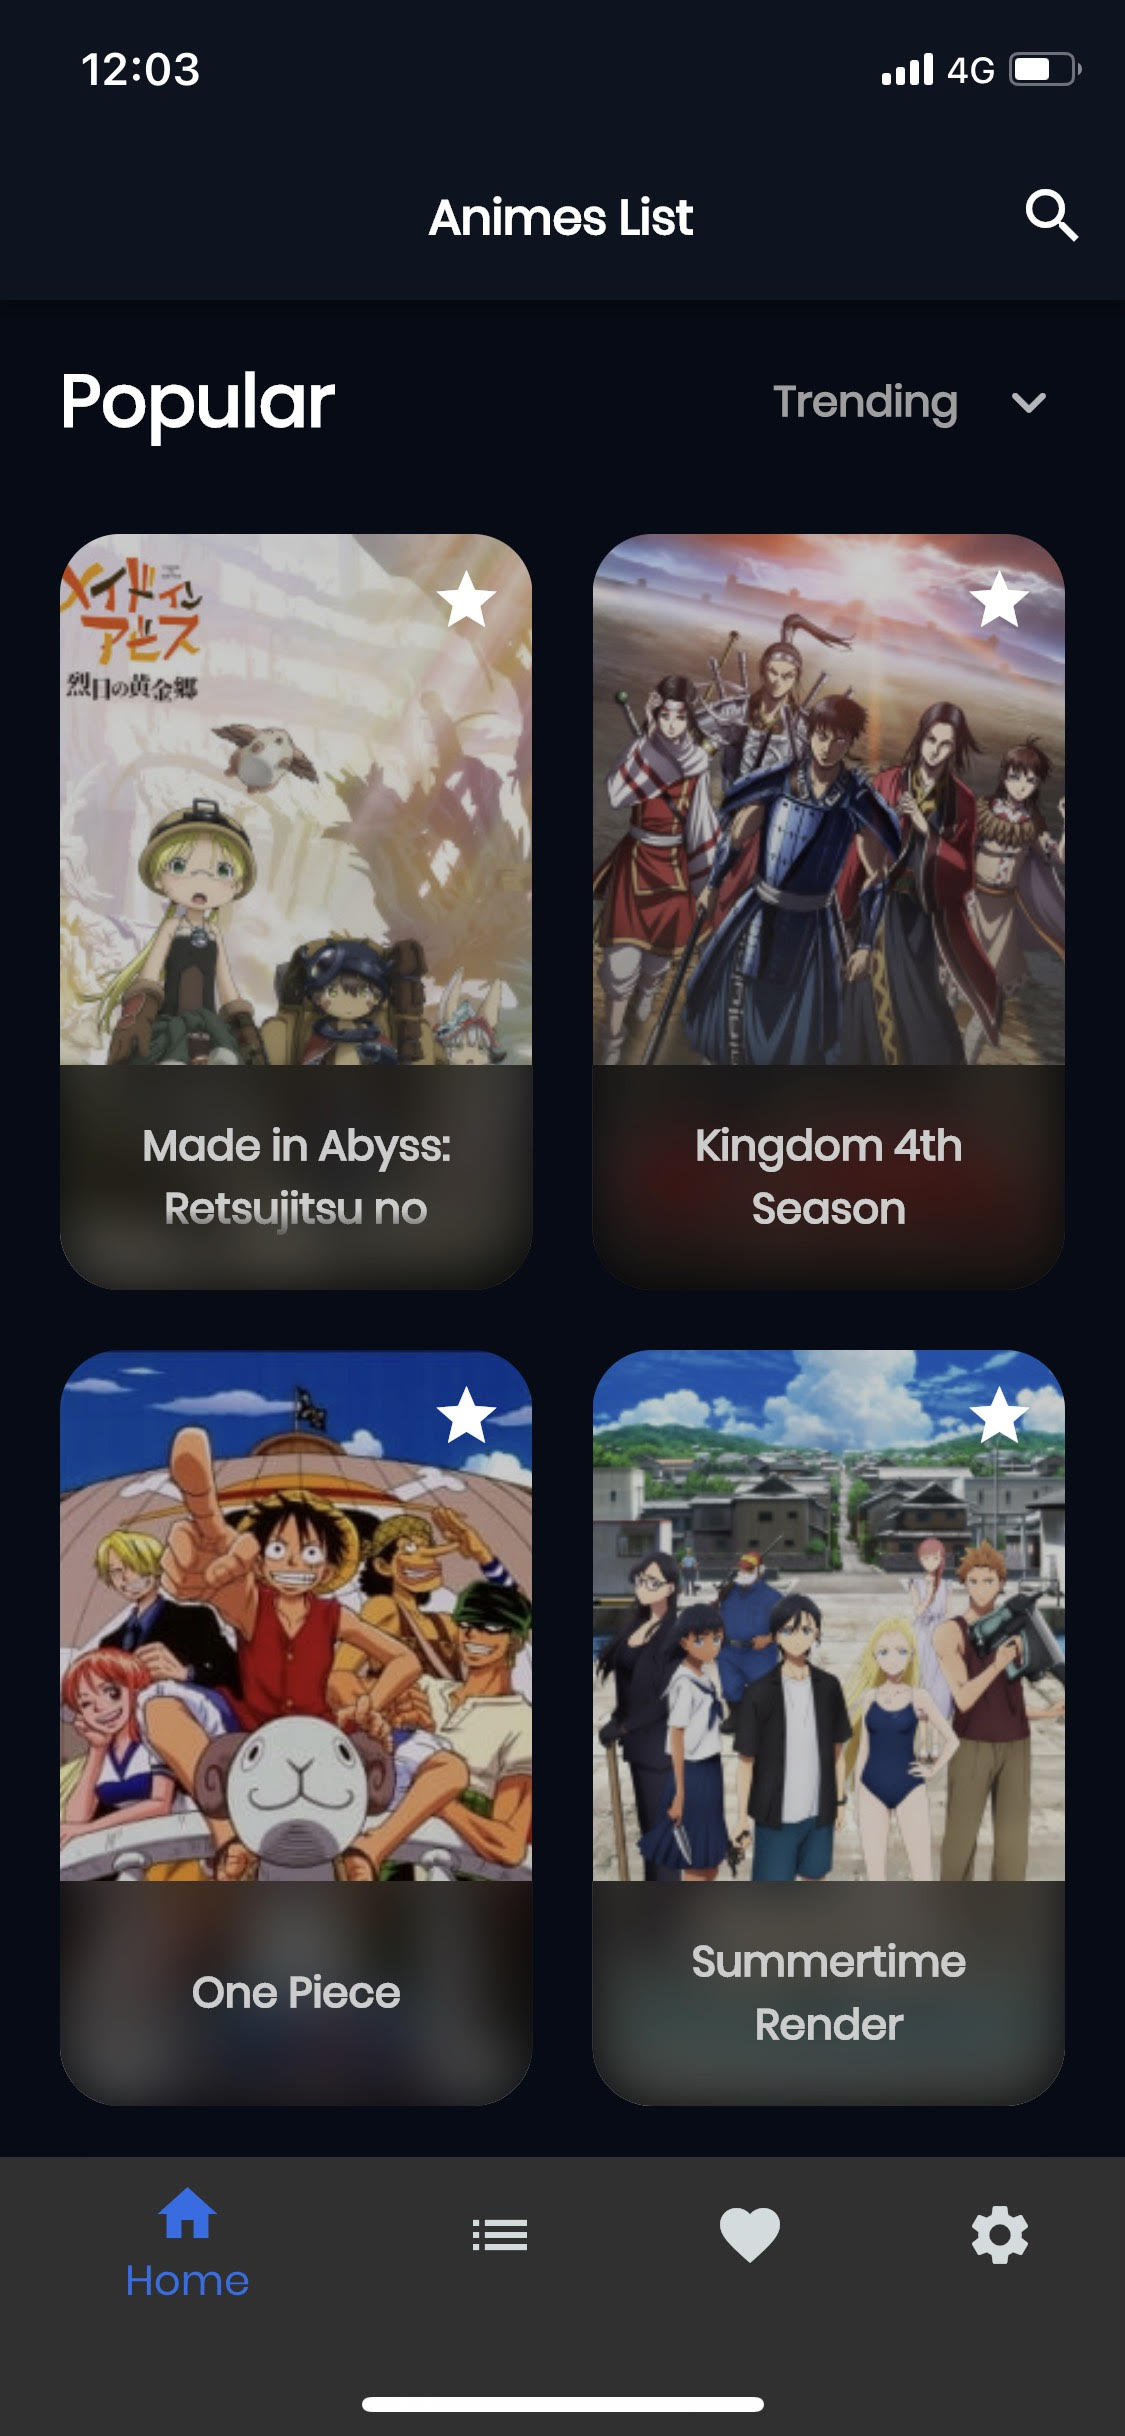 12:03
4G
Animes List
Popular
Trending
メイドイン
アビス
烈日の黄金郷
Made in Abyss:
Retsujitsu no
Kingdom 4th
Season
One Piece
Summertime
Render
Home